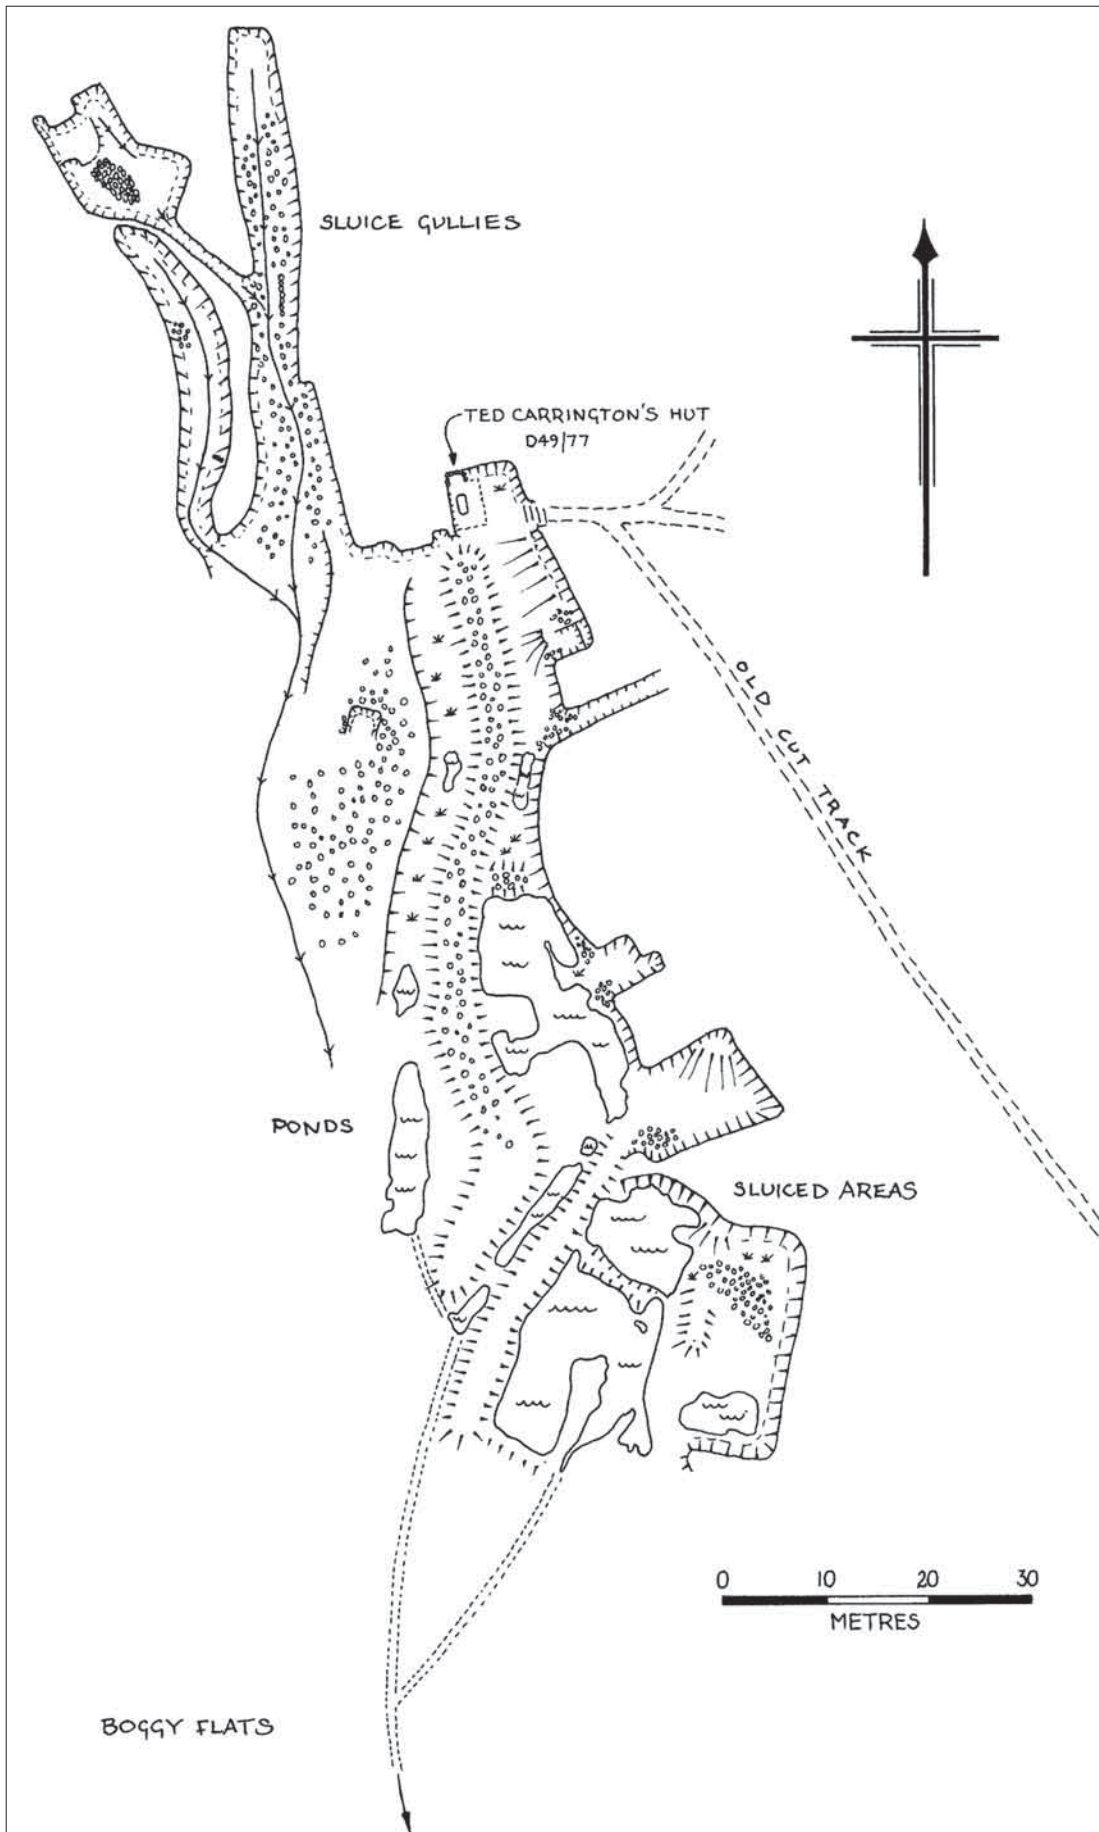 SLUICE GULLIES
TED CARRINGTON'S HUT
D49/77
OLD CUT TRACK
PONDS
SLUICED AREAS
0 10 20 30
METRES
BOGGY FLATS